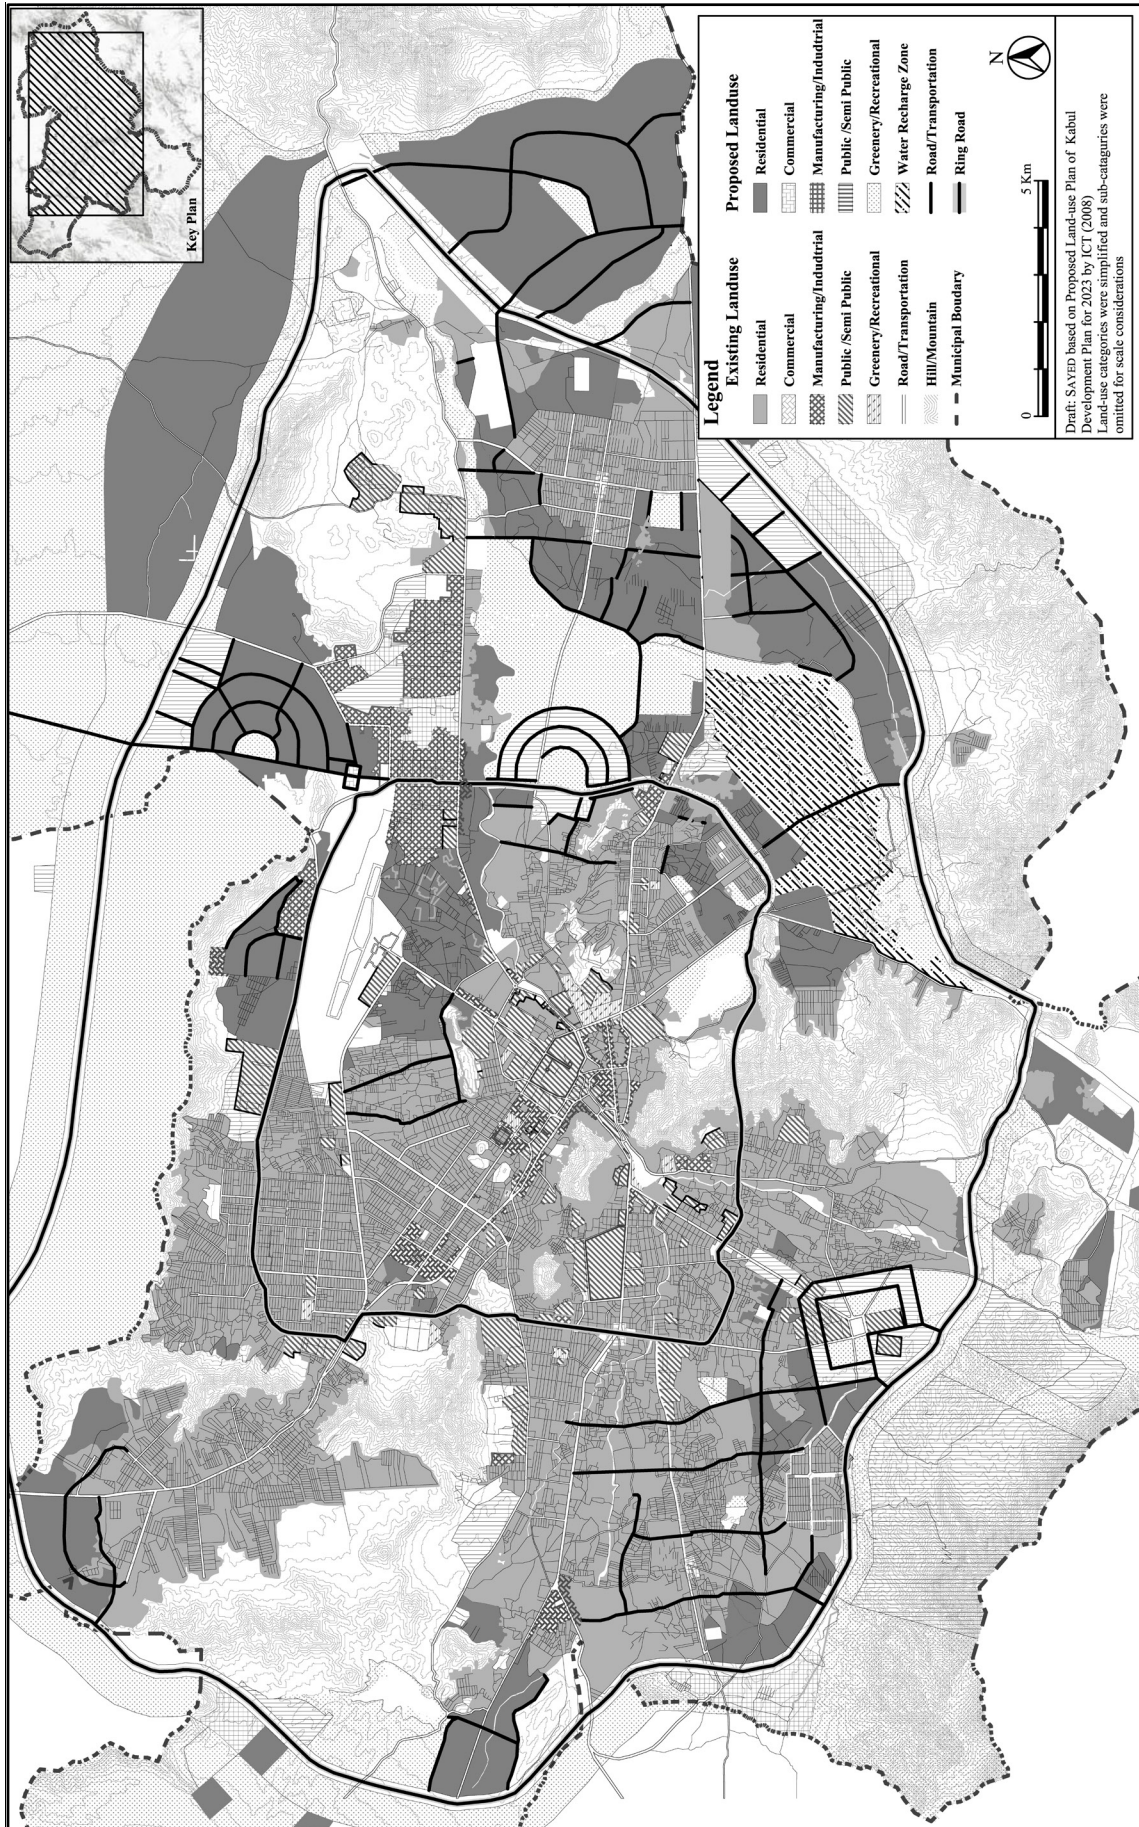 Key Plan
Legend
Existing Landuse
Residential
Commercial
Manufacturing/Indudtrial
Public /Semi Public
Greenery/Recreational
Road/Transportation
Hill/Mountain
Municipal Boudary
Proposed Landuse
Residential
Commercial
Manufacturing/Indudtrial
Public /Semi Public
Greenery/Recreational
Water Recharge Zone
Road/Transportation
Ring Road
N
0
5 Km
Draft: SAYED based on Proposed Land-use Plan of Kabul
Development Plan for 2023 by ICT (2008)
Land-use categories were simplified and sub-cataguries were
omitted for scale considerations